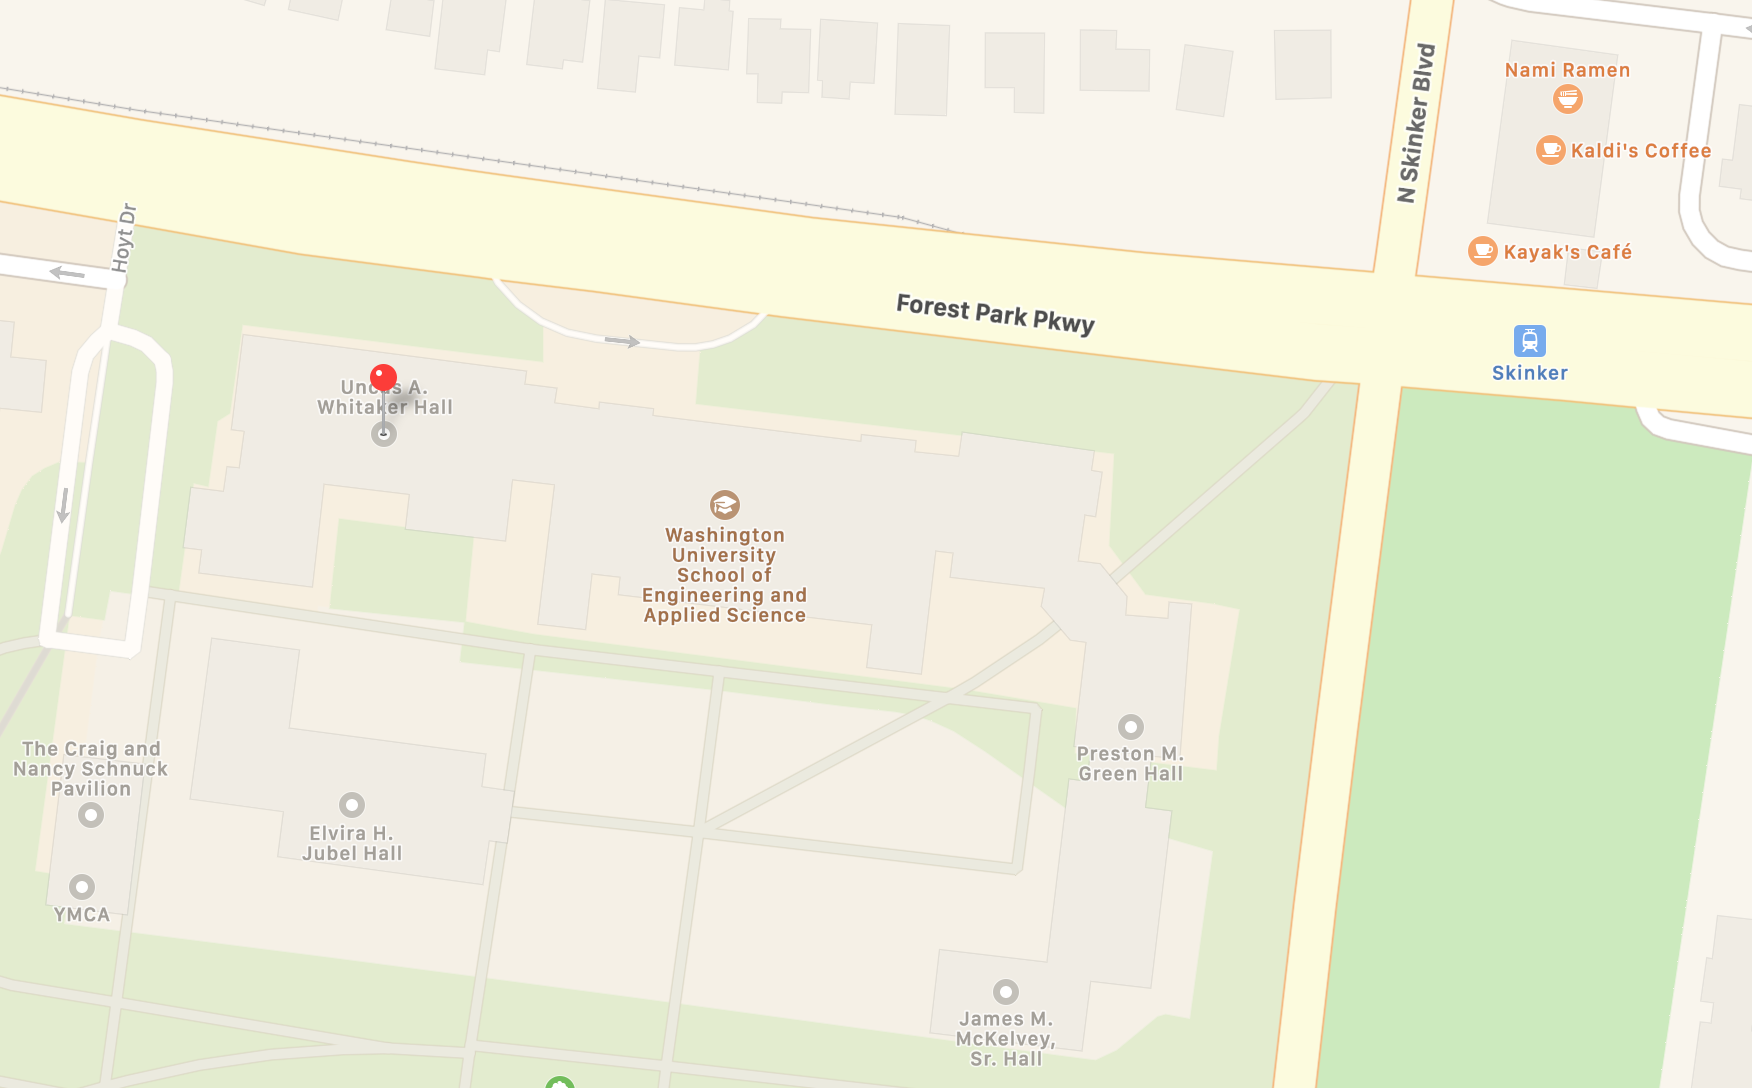 Nami Ramen
N Skinker Blvd
Kaldi's Coffee
Hoyt Dr
Kayak's Café
Forest Park Pkwy
Skinker
Uncas A.
Whitaker Hall
Washington
University
School of
Engineering and
Applied Science
The Craig and
Nancy Schnuck
Pavilion
Preston M.
Green Hall
Elvira H.
Jubel Hall
YMCA
James M.
McKelvey,
Sr. Hall